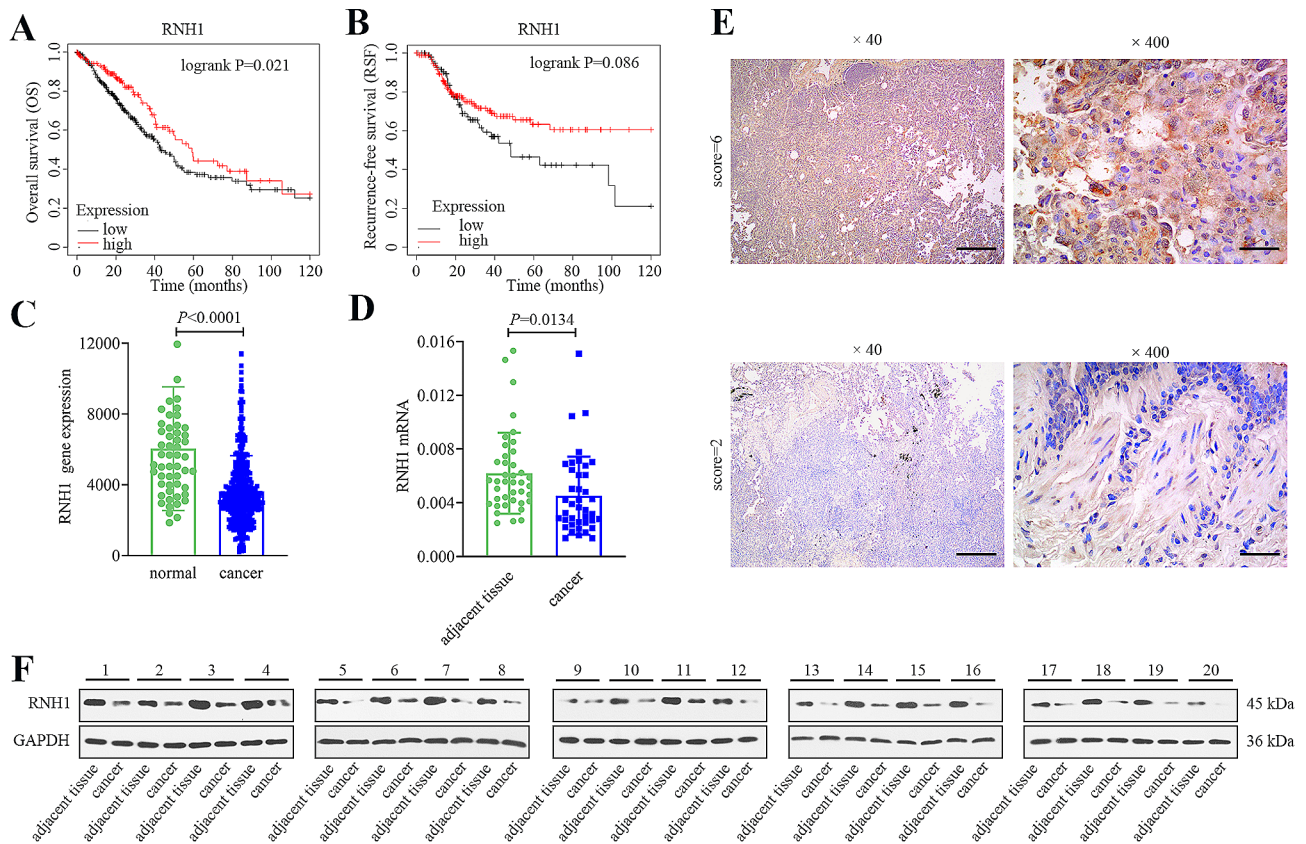 A
RNH1
logrank P=0.021
Overall survival (OS)
1.0
0.8
0.6
0.4
0.2
0
Expression
low
high
0 20 40 60 80 100 120
Time (months)
B
RNH1
logrank P=0.086
Recurrence-free survival (RSF)
1.0
0.8
0.6
0.4
0.2
0
Expression
low
high
0 20 40 60 80 100 120
Time (months)
C
P<0.0001
RNH1 gene expression
12000
8000
4000
0
normal cancer
D
P=0.0134
RNH1 mRNA
0.016
0.012
0.008
0.004
0.000
adjacent tissue
cancer
E
× 40 × 400
score=6
× 40 × 400
score=2
F
1 2 3 4 5 6 7 8 9 10 11 12 13 14 15 16 17 18 19 20
RNH1 45 kDa
GAPDH 36 kDa
adjacent tissue cancer adjacent tissue cancer adjacent tissue cancer adjacent tissue cancer adjacent tissue cancer adjacent tissue cancer adjacent tissue cancer adjacent tissue cancer adjacent tissue cancer adjacent tissue cancer adjacent tissue cancer adjacent tissue cancer adjacent tissue cancer adjacent tissue cancer adjacent tissue cancer adjacent tissue cancer adjacent tissue cancer adjacent tissue cancer adjacent tissue cancer adjacent tissue cancer